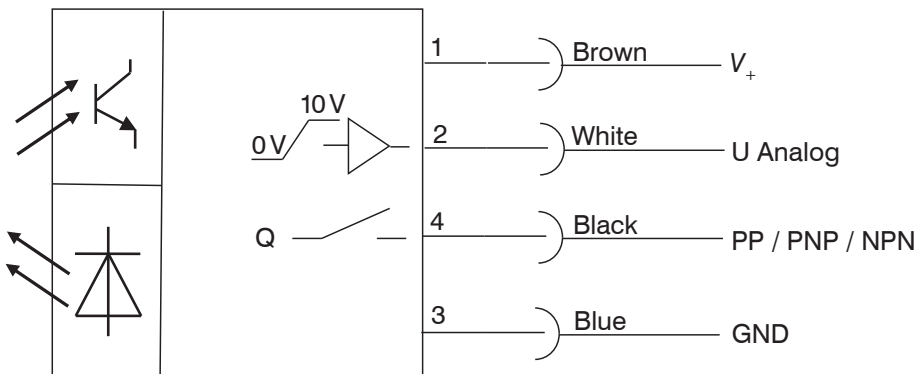 1 Brown V+
10 V
0 V
2 White U Analog
Q
4 Black PP / PNP / NPN
3 Blue GND